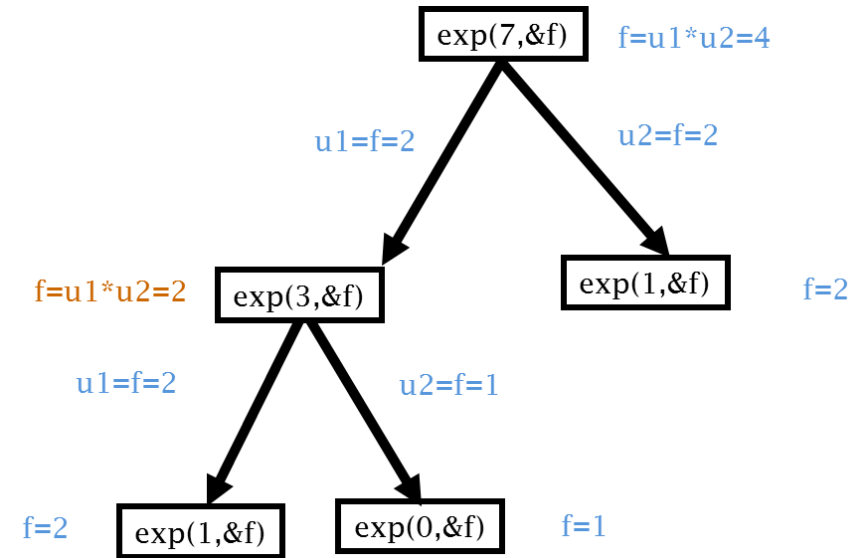 exp(7,&f)
f=u1*u2=4
u1=f=2
u2=f=2
f=u1*u2=2
exp(3,&f)
exp(1,&f)
f=2
u1=f=2
u2=f=1
f=2
exp(1,&f)
exp(0,&f)
f=1